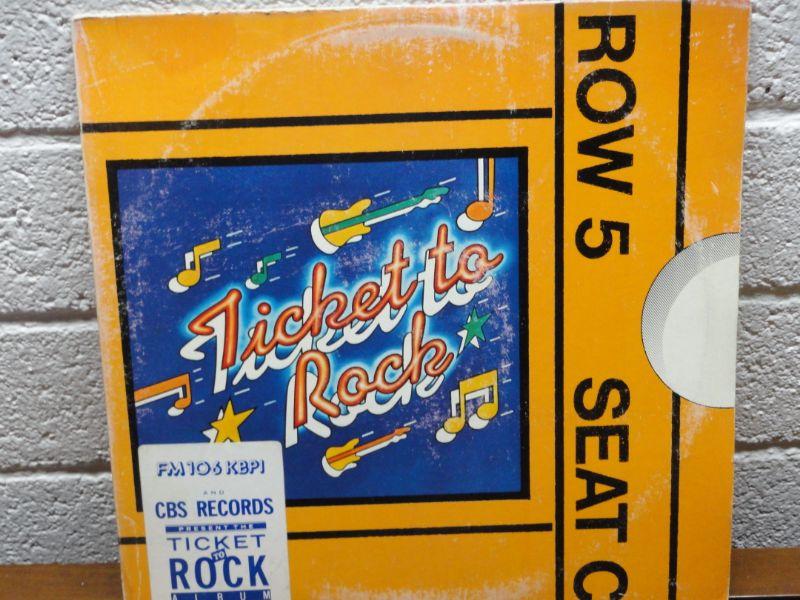 Ticket to
Rock
ROW 5 SEAT C
FM 106 KBPI
AND
CBS RECORDS
PRESENT THE
TICKET
TO
ROCK
ALBUM